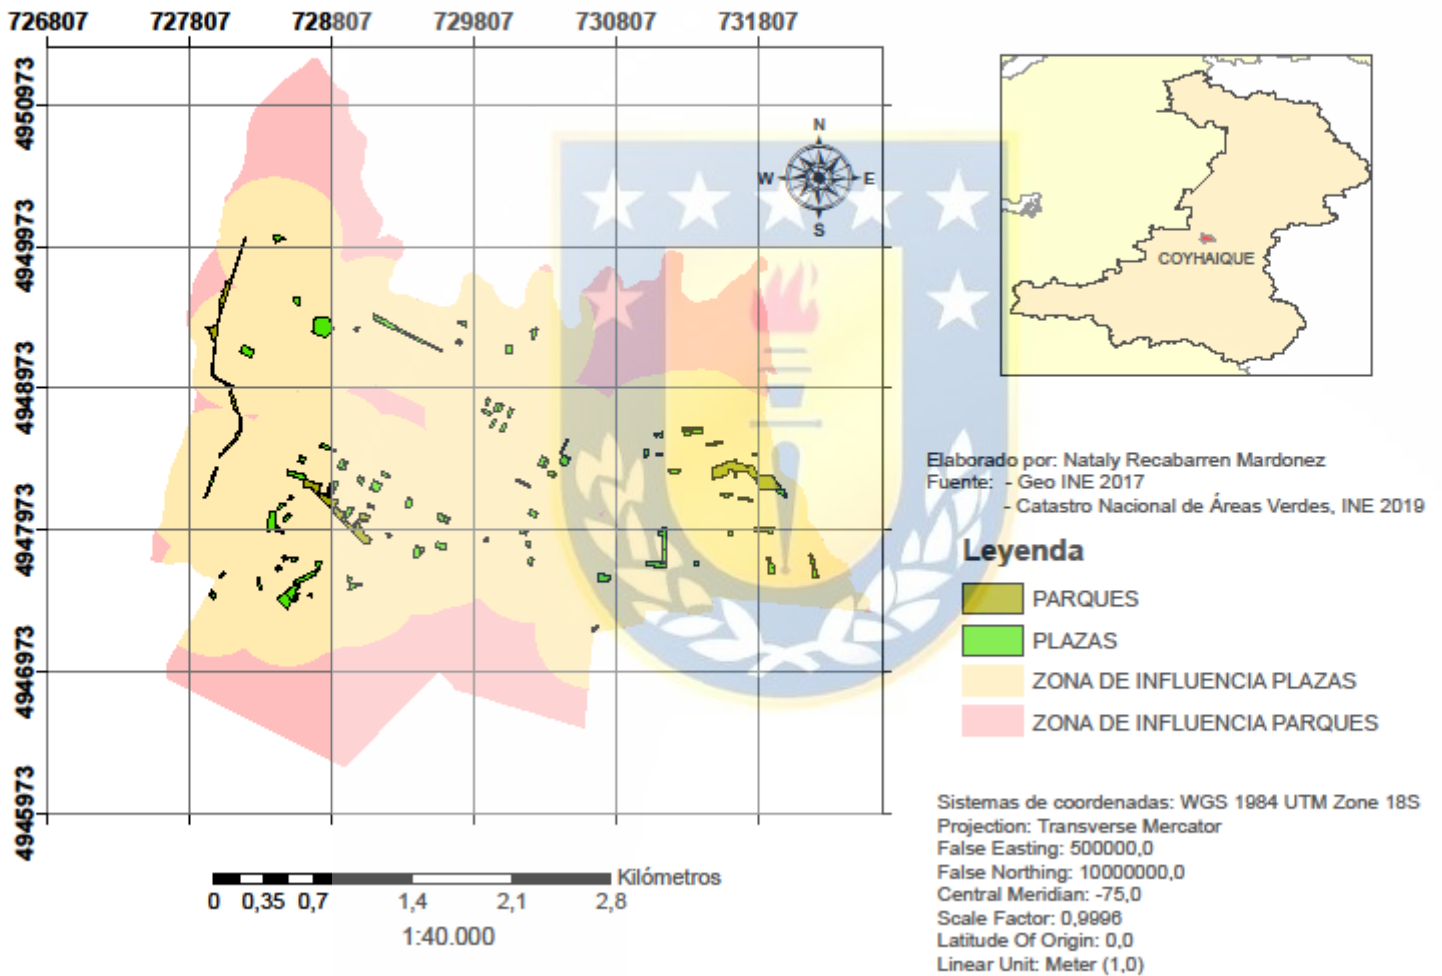 726807 727807 728807 729807 730807 731807
4950973
4949973
4948973
4947973
4946973
4945973
N
W E
S
COYHAIQUE
Elaborado por: Nataly Recabarren Mardonez
Fuente: - Geo INE 2017
- Catastro Nacional de Áreas Verdes, INE 2019
Leyenda
PARQUES
PLAZAS
ZONA DE INFLUENCIA PLAZAS
ZONA DE INFLUENCIA PARQUES
Sistemas de coordenadas: WGS 1984 UTM Zone 18S
Projection: Transverse Mercator
False Easting: 500000,0
False Northing: 10000000,0
Central Meridian: -75,0
Scale Factor: 0,9996
Latitude Of Origin: 0,0
Linear Unit: Meter (1,0)
Kilómetros
0 0,35 0,7 1,4 2,1 2,8
1:40.000